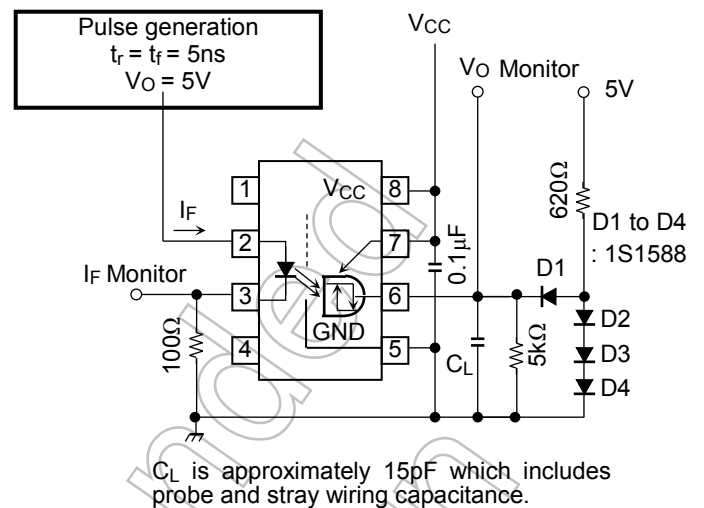 Pulse generation
tr = tf = 5ns
VO = 5V
VCC
VO Monitor
5V
1
VCC
8
620Ω
D1 to D4
: 1S1588
IF
2
7
0.1μF
D1
IF Monitor
3
6
D2
100Ω
GND
CL
5kΩ
D3
4
5
D4
CL is approximately 15pF which includes
probe and stray wiring capacitance.